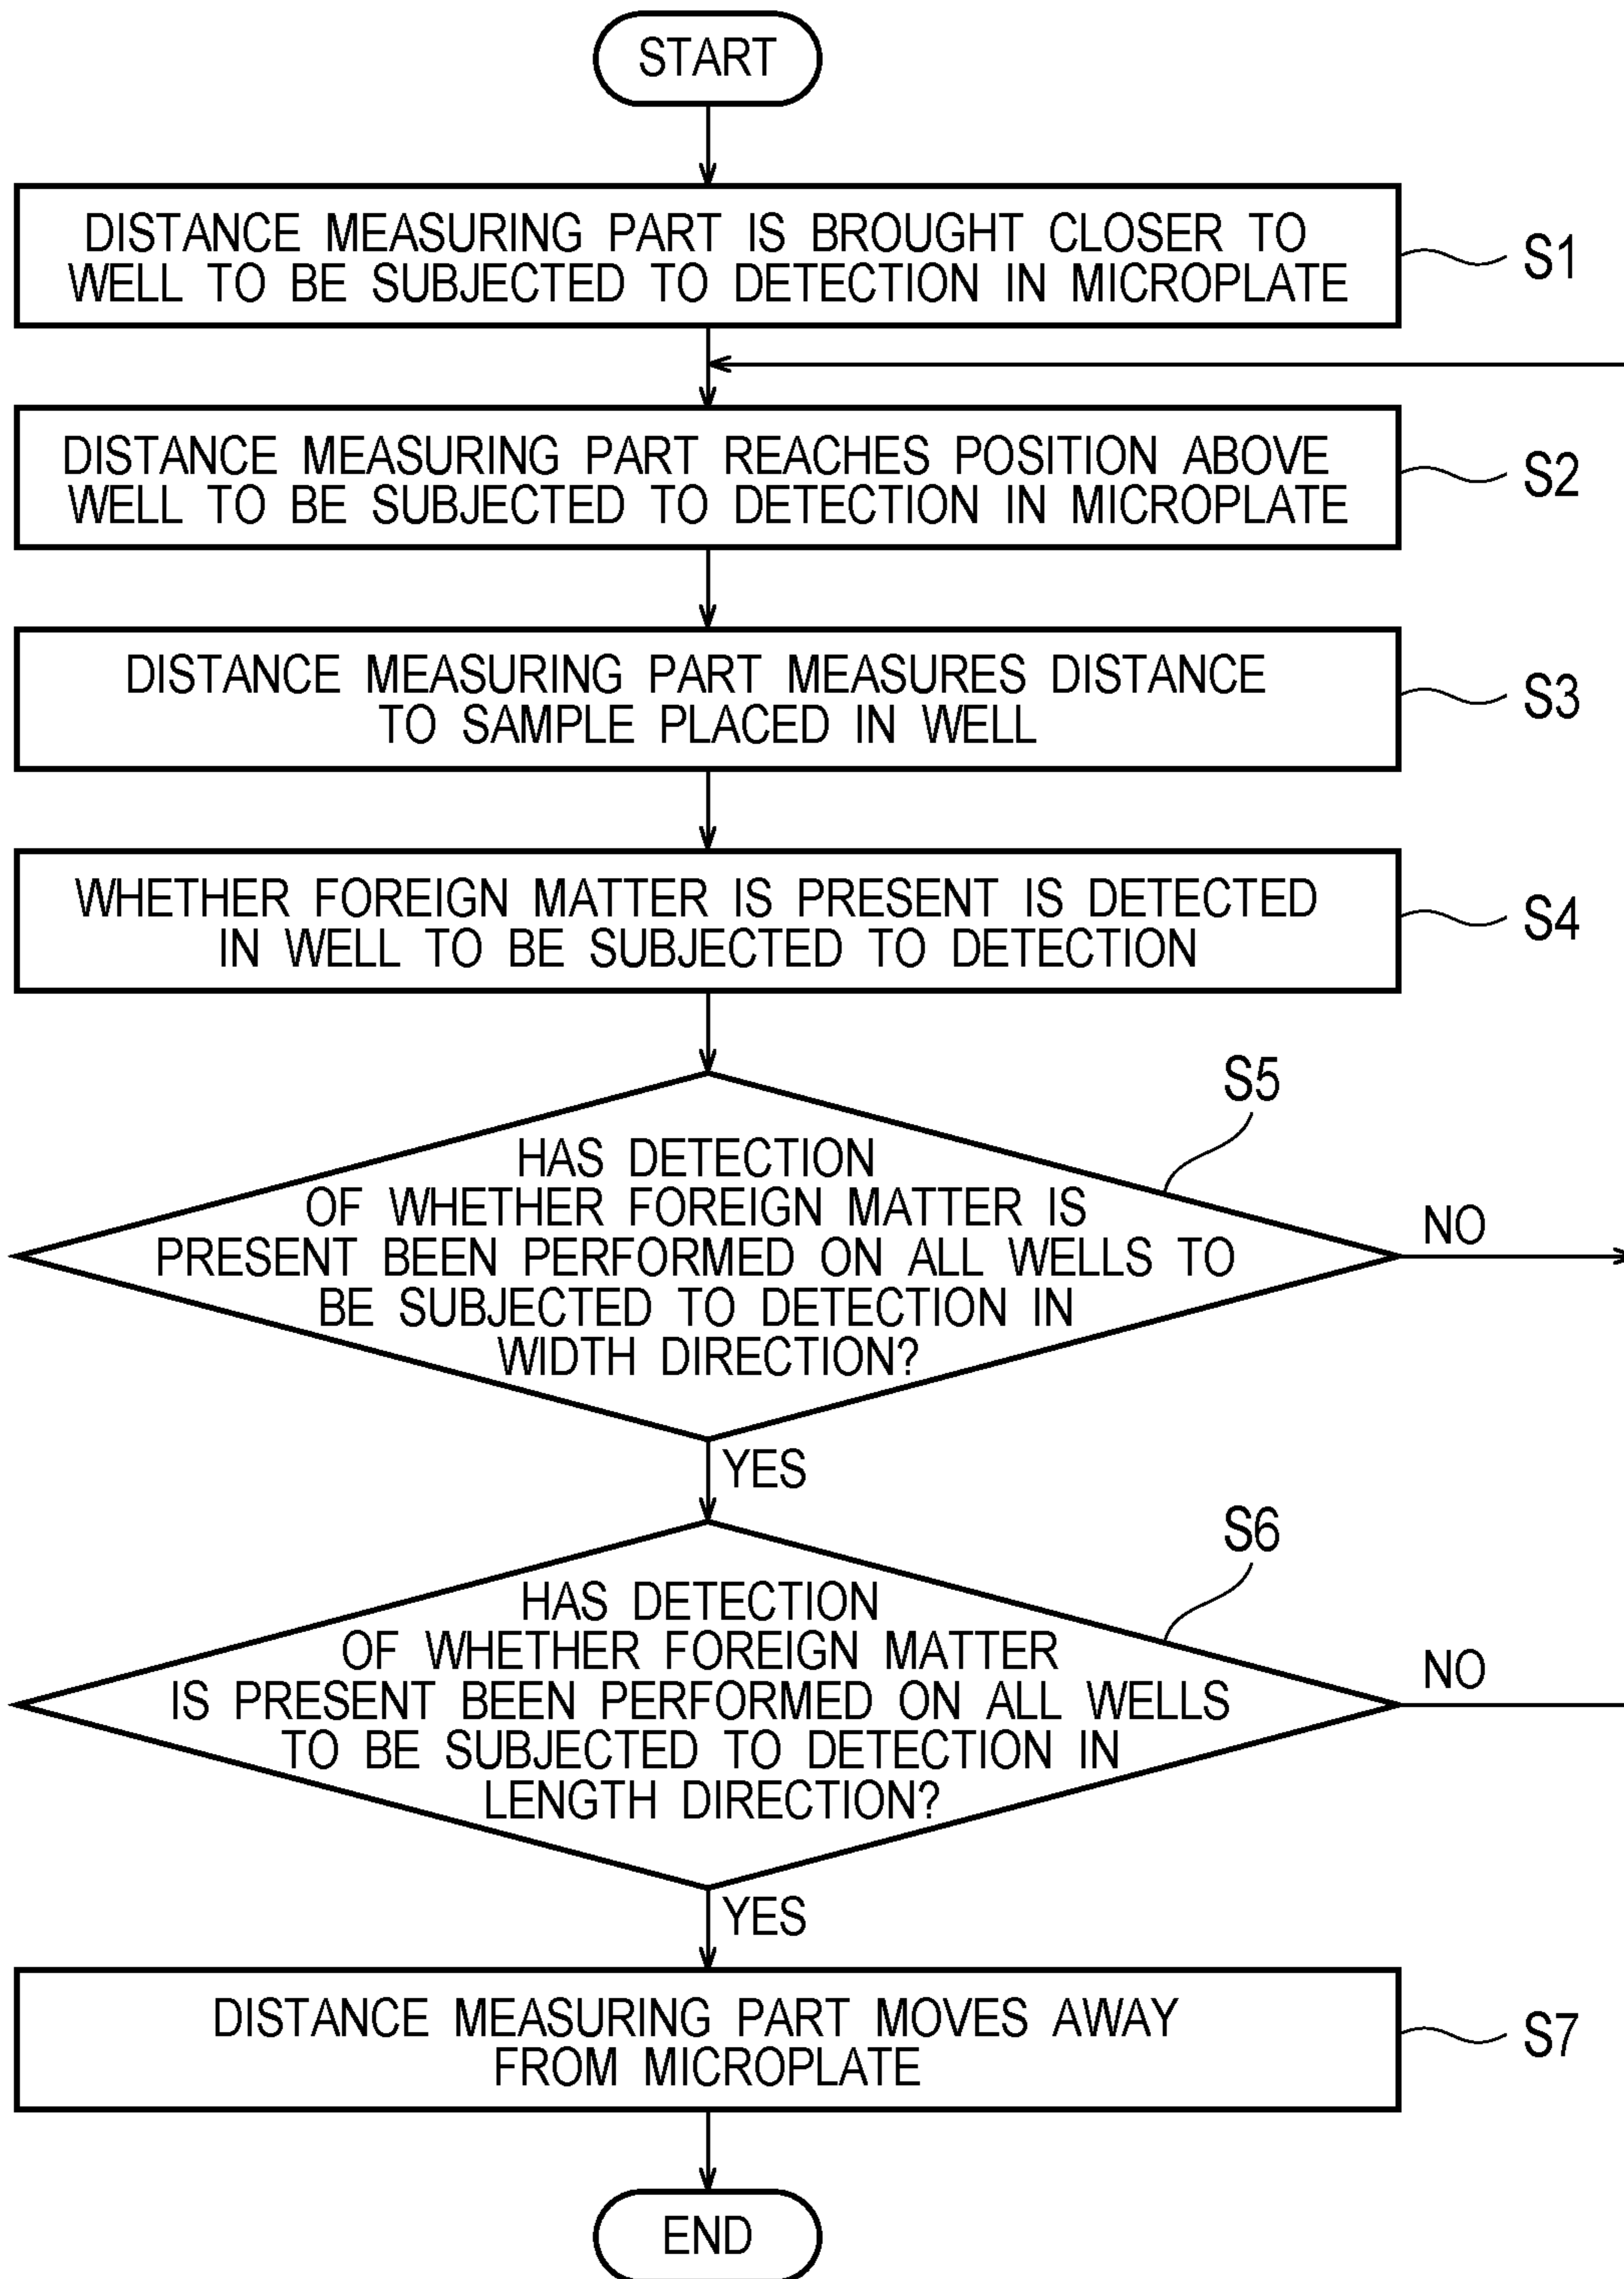 START
DISTANCE MEASURING PART IS BROUGHT CLOSER TO
WELL TO BE SUBJECTED TO DETECTION IN MICROPLATE
S1
DISTANCE MEASURING PART REACHES POSITION ABOVE
WELL TO BE SUBJECTED TO DETECTION IN MICROPLATE
S2
DISTANCE MEASURING PART MEASURES DISTANCE
TO SAMPLE PLACED IN WELL
S3
WHETHER FOREIGN MATTER IS PRESENT IS DETECTED
IN WELL TO BE SUBJECTED TO DETECTION
S4
S5
HAS DETECTION
OF WHETHER FOREIGN MATTER IS
PRESENT BEEN PERFORMED ON ALL WELLS TO
BE SUBJECTED TO DETECTION IN
WIDTH DIRECTION?
NO
YES
S6
HAS DETECTION
OF WHETHER FOREIGN MATTER
IS PRESENT BEEN PERFORMED ON ALL WELLS
TO BE SUBJECTED TO DETECTION IN
LENGTH DIRECTION?
NO
YES
DISTANCE MEASURING PART MOVES AWAY
FROM MICROPLATE
S7
END